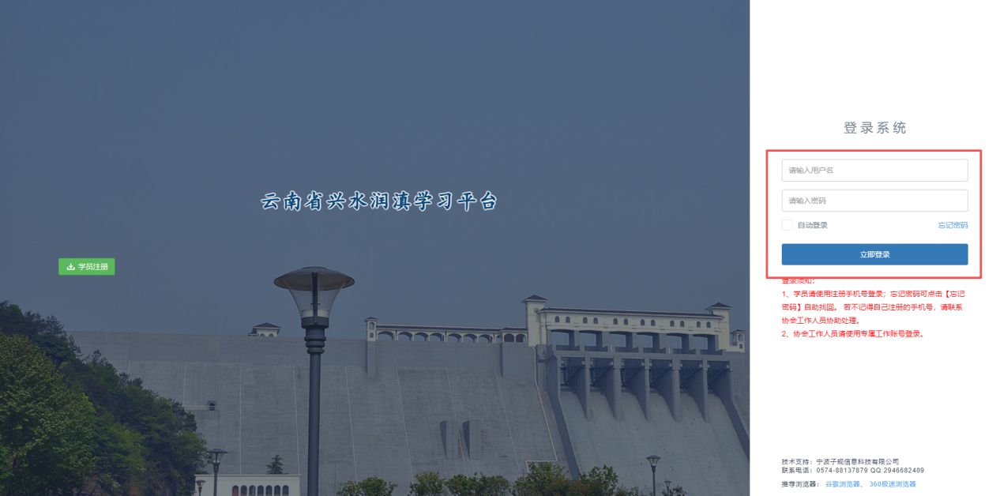 登录系统
云南省兴水润滇学习平台
学员注册
请输入用户名
请输入密码
自动登录
忘记密码
立即登录
登录须知：
1、学员请使用注册手机号登录；忘记密码可点击【忘记
密码】自助找回。 若不记得自己注册的手机号，请联系
协会工作人员协助处理。
2、协会工作人员请使用专属工作账号登录。
技术支持：宁波子规信息科技有限公司
联系电话：0574-88137879 QQ:2946682409
推荐浏览器： 谷歌浏览器、 360极速浏览器